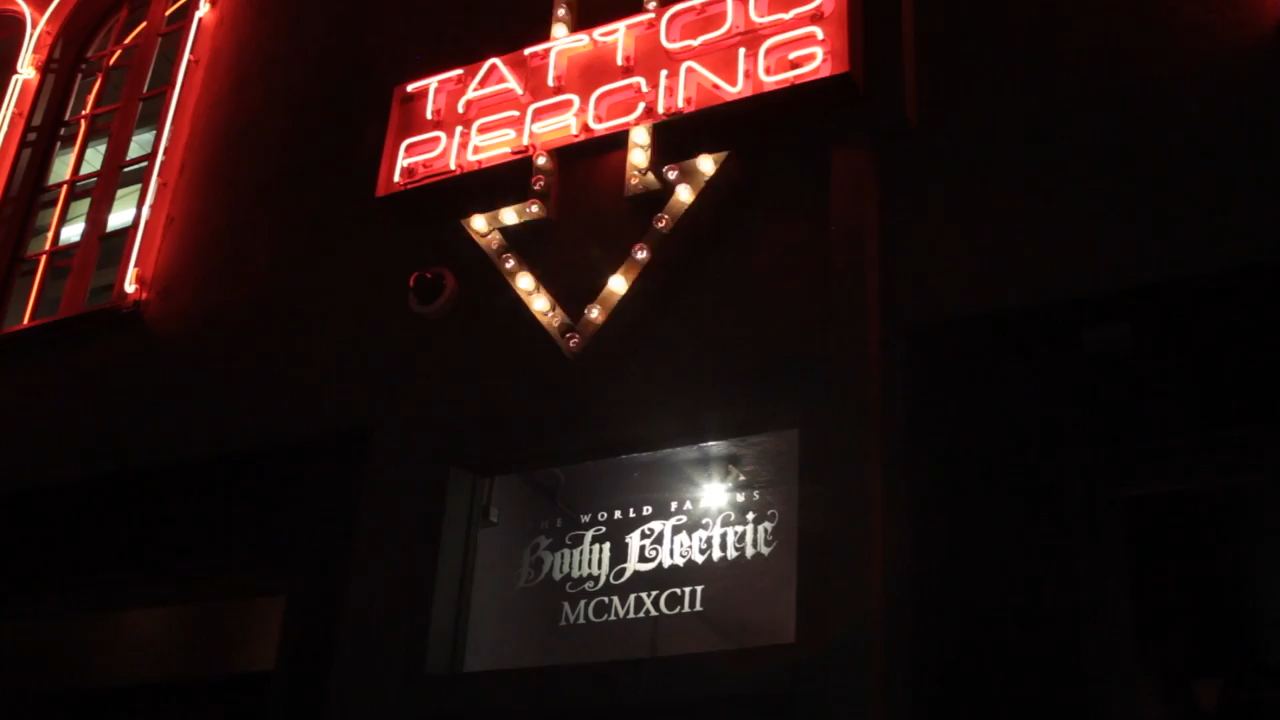 TATTOO
PIERCING
THE WORLD FAMOUS
Body Electric
MCMXCII